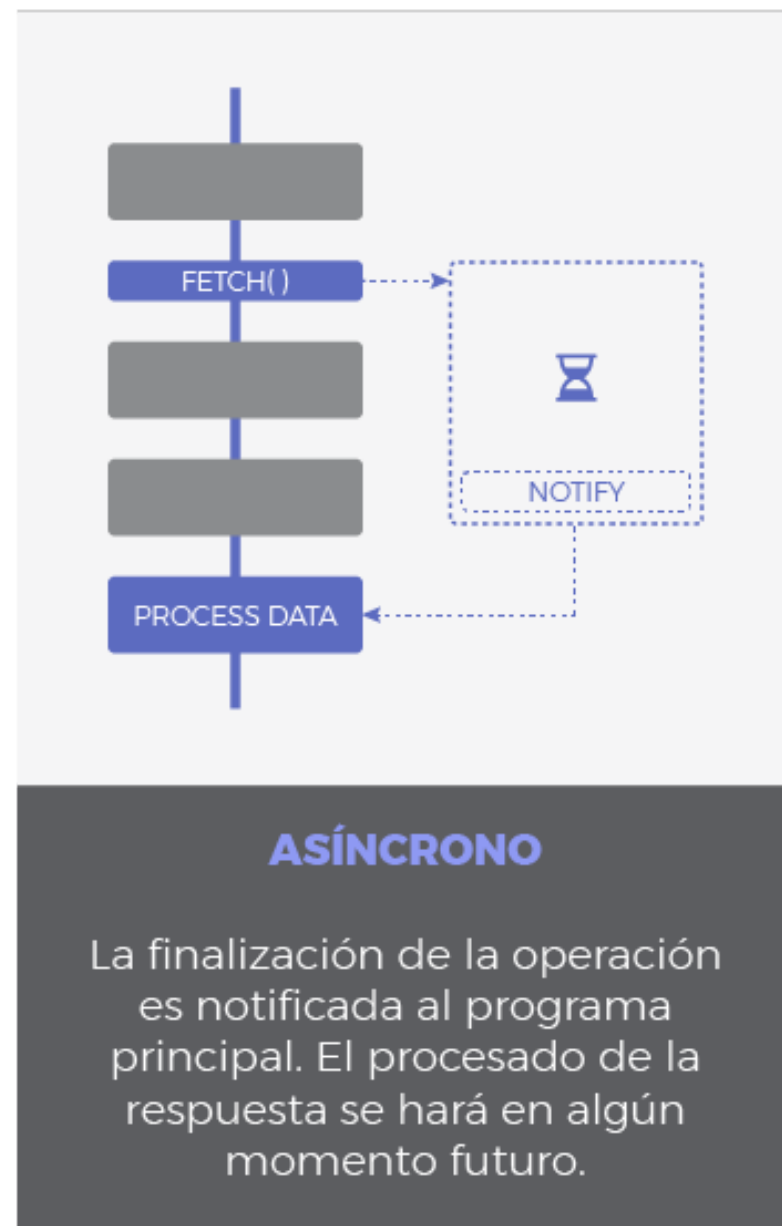 FETCH( )
NOTIFY
PROCESS DATA
ASÍNCRONO
La finalización de la operación
es notificada al programa
principal. El procesado de la
respuesta se hará en algún
momento futuro.